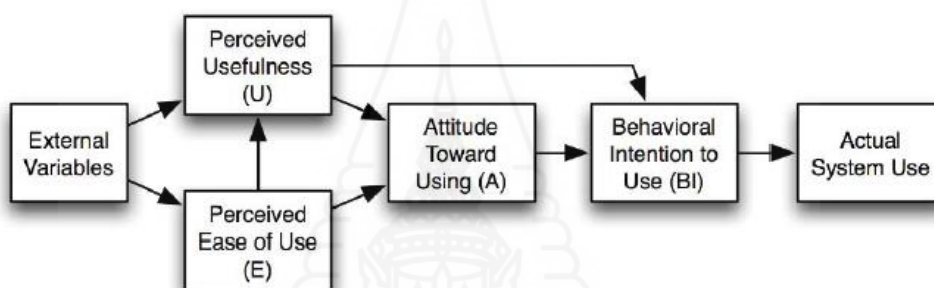 External
Variables
Perceived
Usefulness
(U)
Perceived
Ease of Use
(E)
Attitude
Toward
Using (A)
Behavioral
Intention to
Use (BI)
Actual
System Use